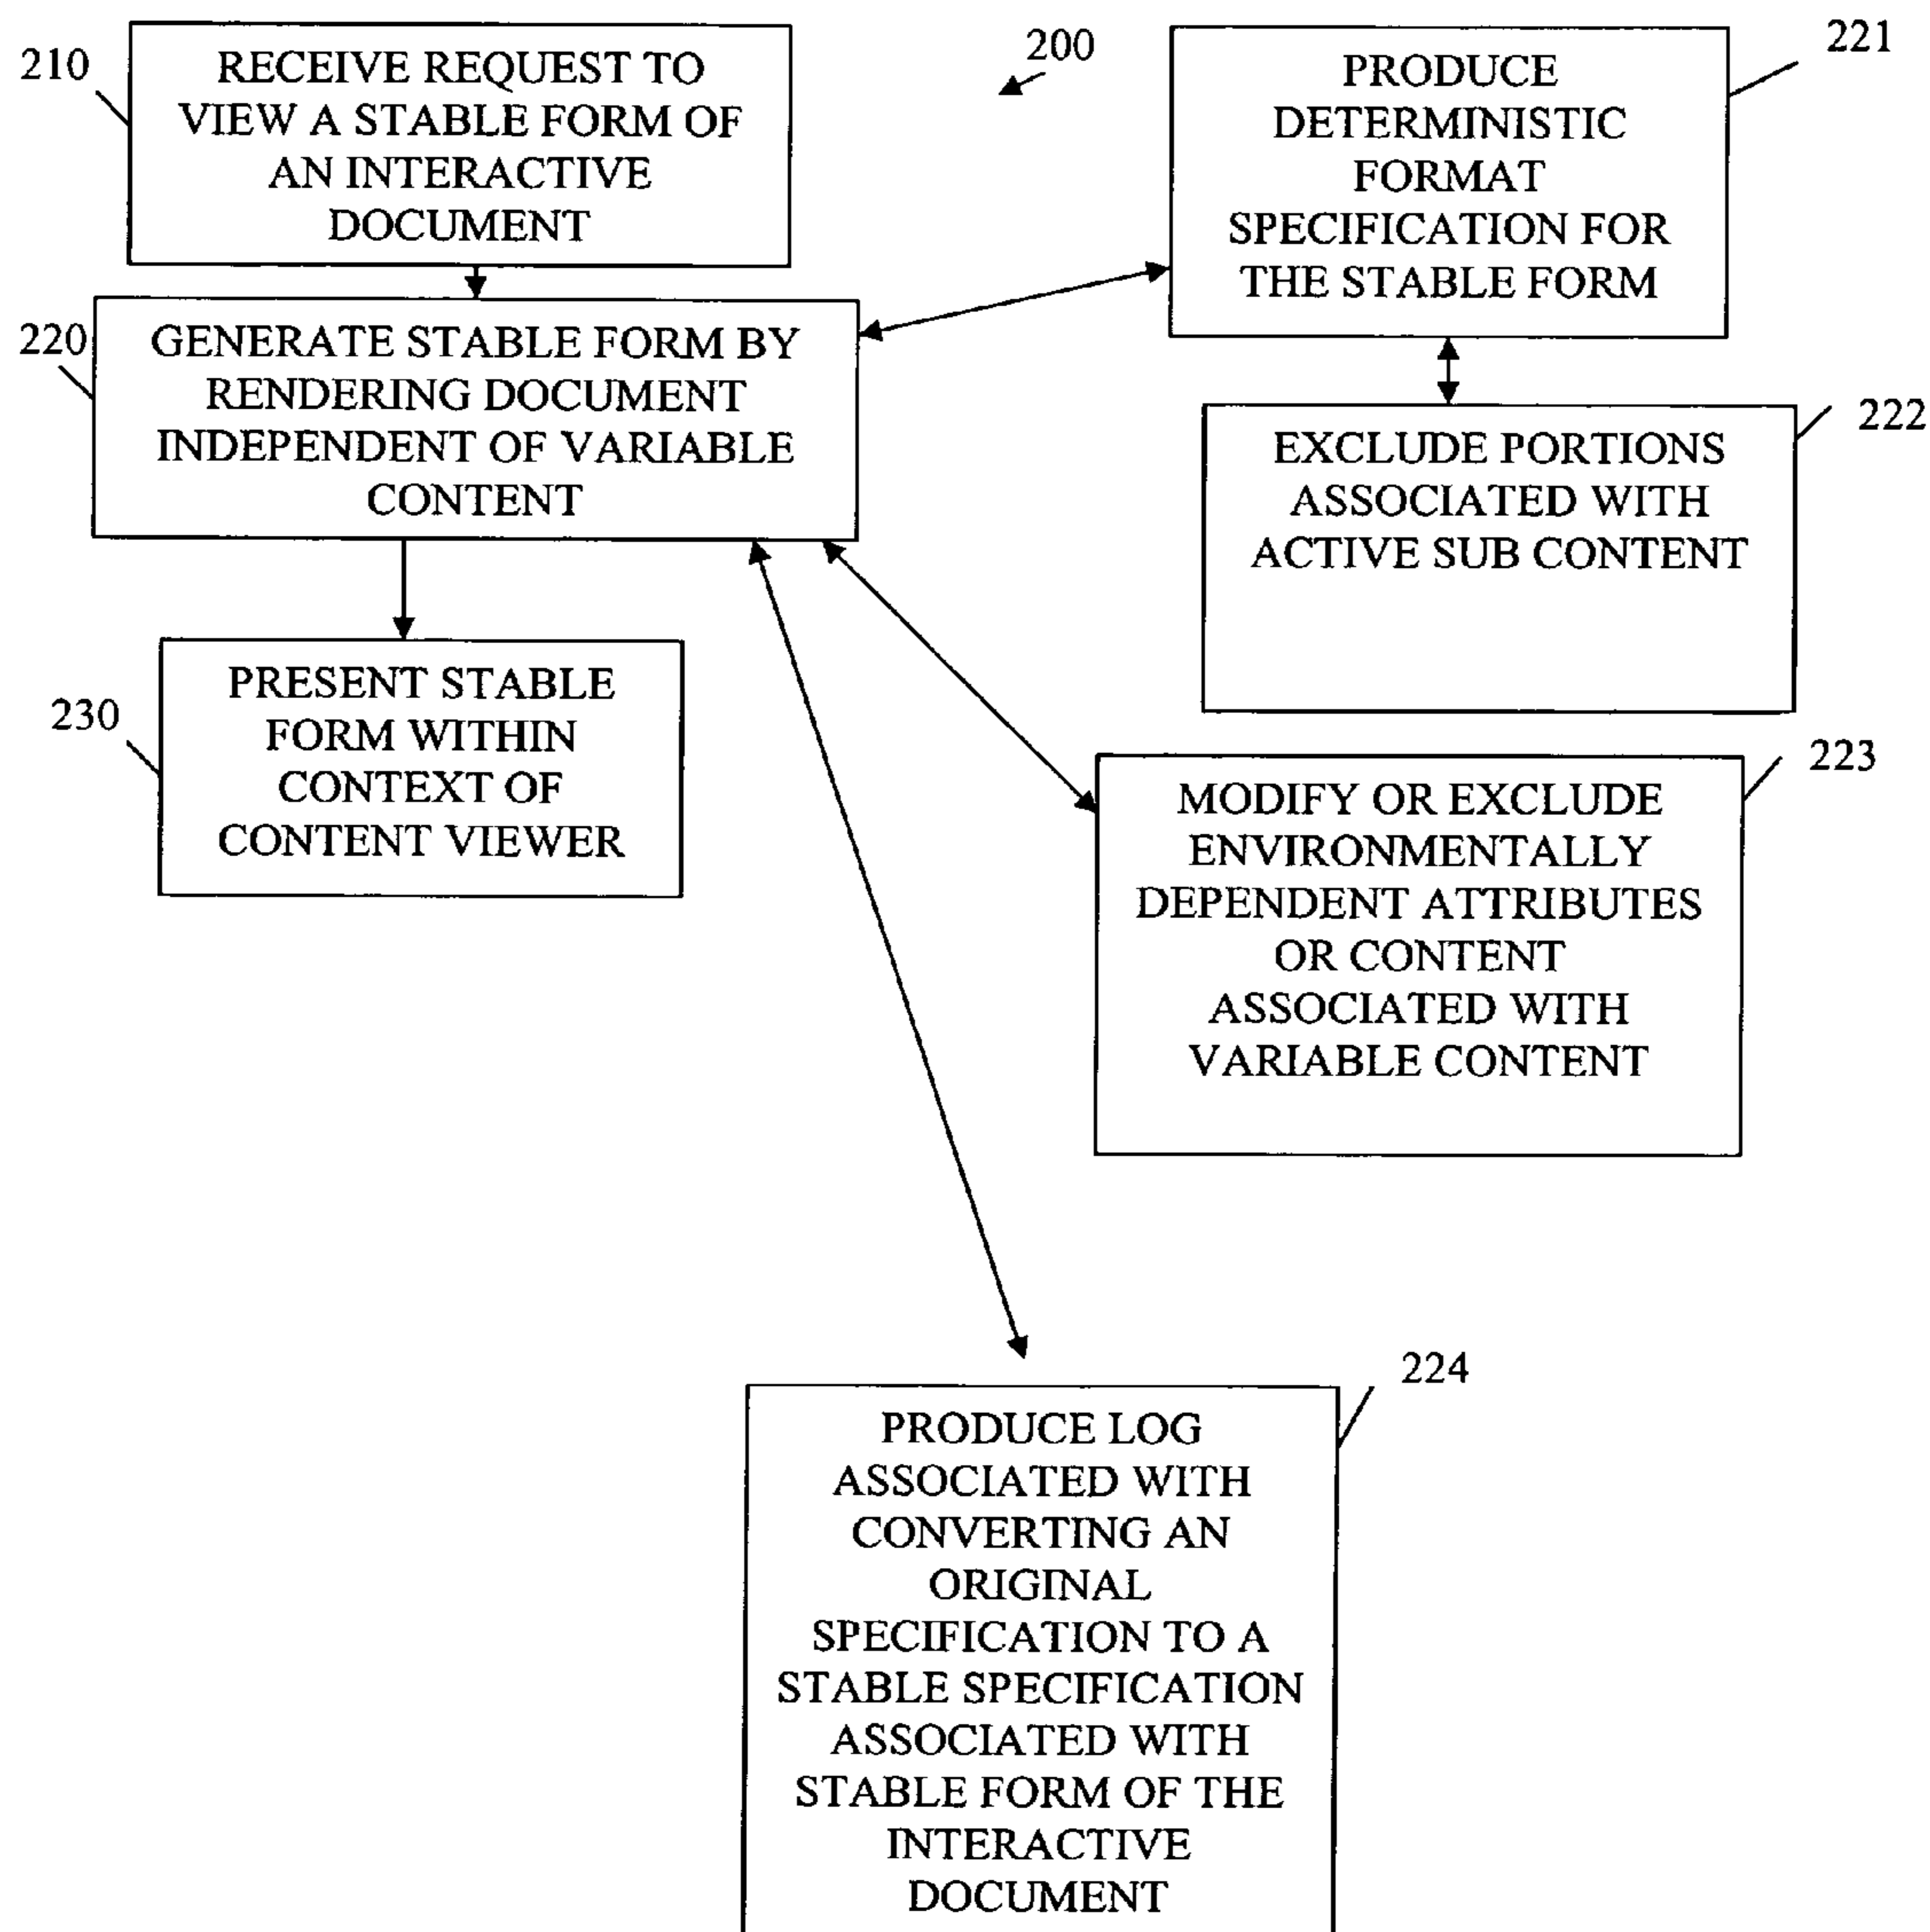 210
RECEIVE REQUEST TO
VIEW A STABLE FORM OF
AN INTERACTIVE
DOCUMENT
200
221
PRODUCE
DETERMINISTIC
FORMAT
SPECIFICATION FOR
THE STABLE FORM
220
GENERATE STABLE FORM BY
RENDERING DOCUMENT
INDEPENDENT OF VARIABLE
CONTENT
222
EXCLUDE PORTIONS
ASSOCIATED WITH
ACTIVE SUB CONTENT
230
PRESENT STABLE
FORM WITHIN
CONTEXT OF
CONTENT VIEWER
223
MODIFY OR EXCLUDE
ENVIRONMENTALLY
DEPENDENT ATTRIBUTES
OR CONTENT
ASSOCIATED WITH
VARIABLE CONTENT
224
PRODUCE LOG
ASSOCIATED WITH
CONVERTING AN
ORIGINAL
SPECIFICATION TO A
STABLE SPECIFICATION
ASSOCIATED WITH
STABLE FORM OF THE
INTERACTIVE
DOCUMENT